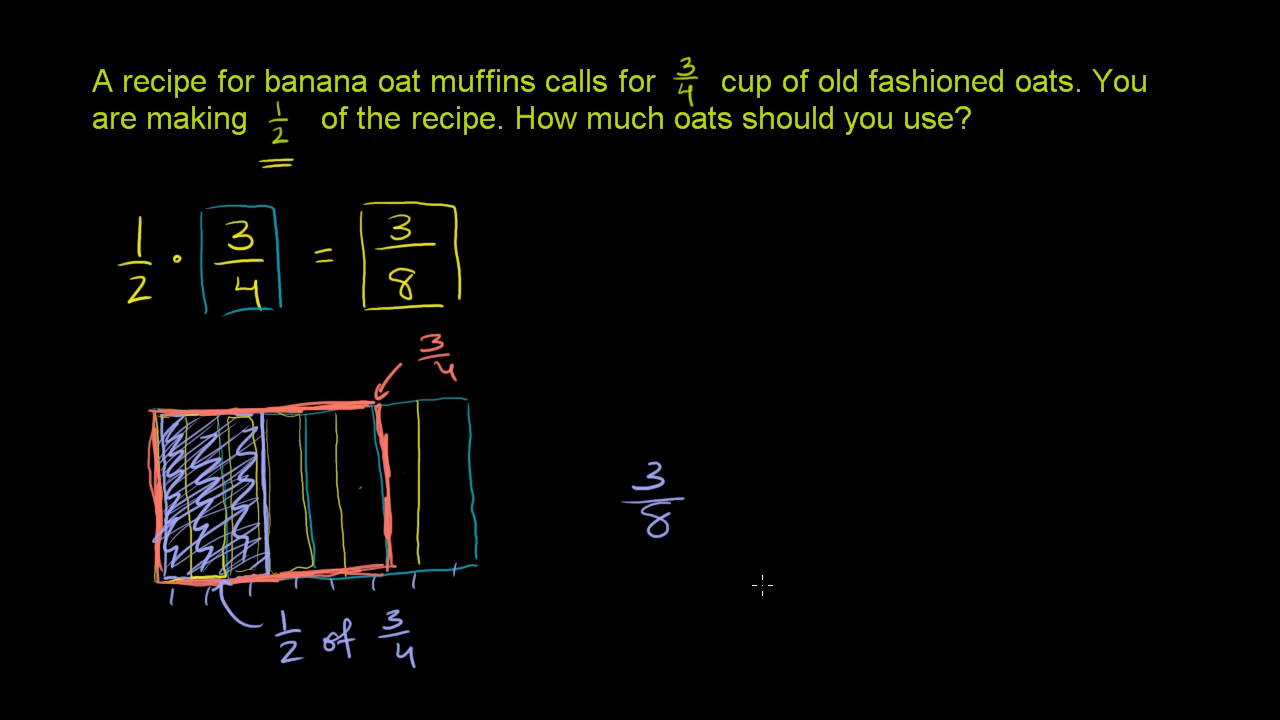 A recipe for banana oat muffins calls for 3/4 cup of old fashioned oats. You
are making 1/2 of the recipe. How much oats should you use?
1/2 · 3/4 = 3/8
3/4
3/8
1/2 of 3/4